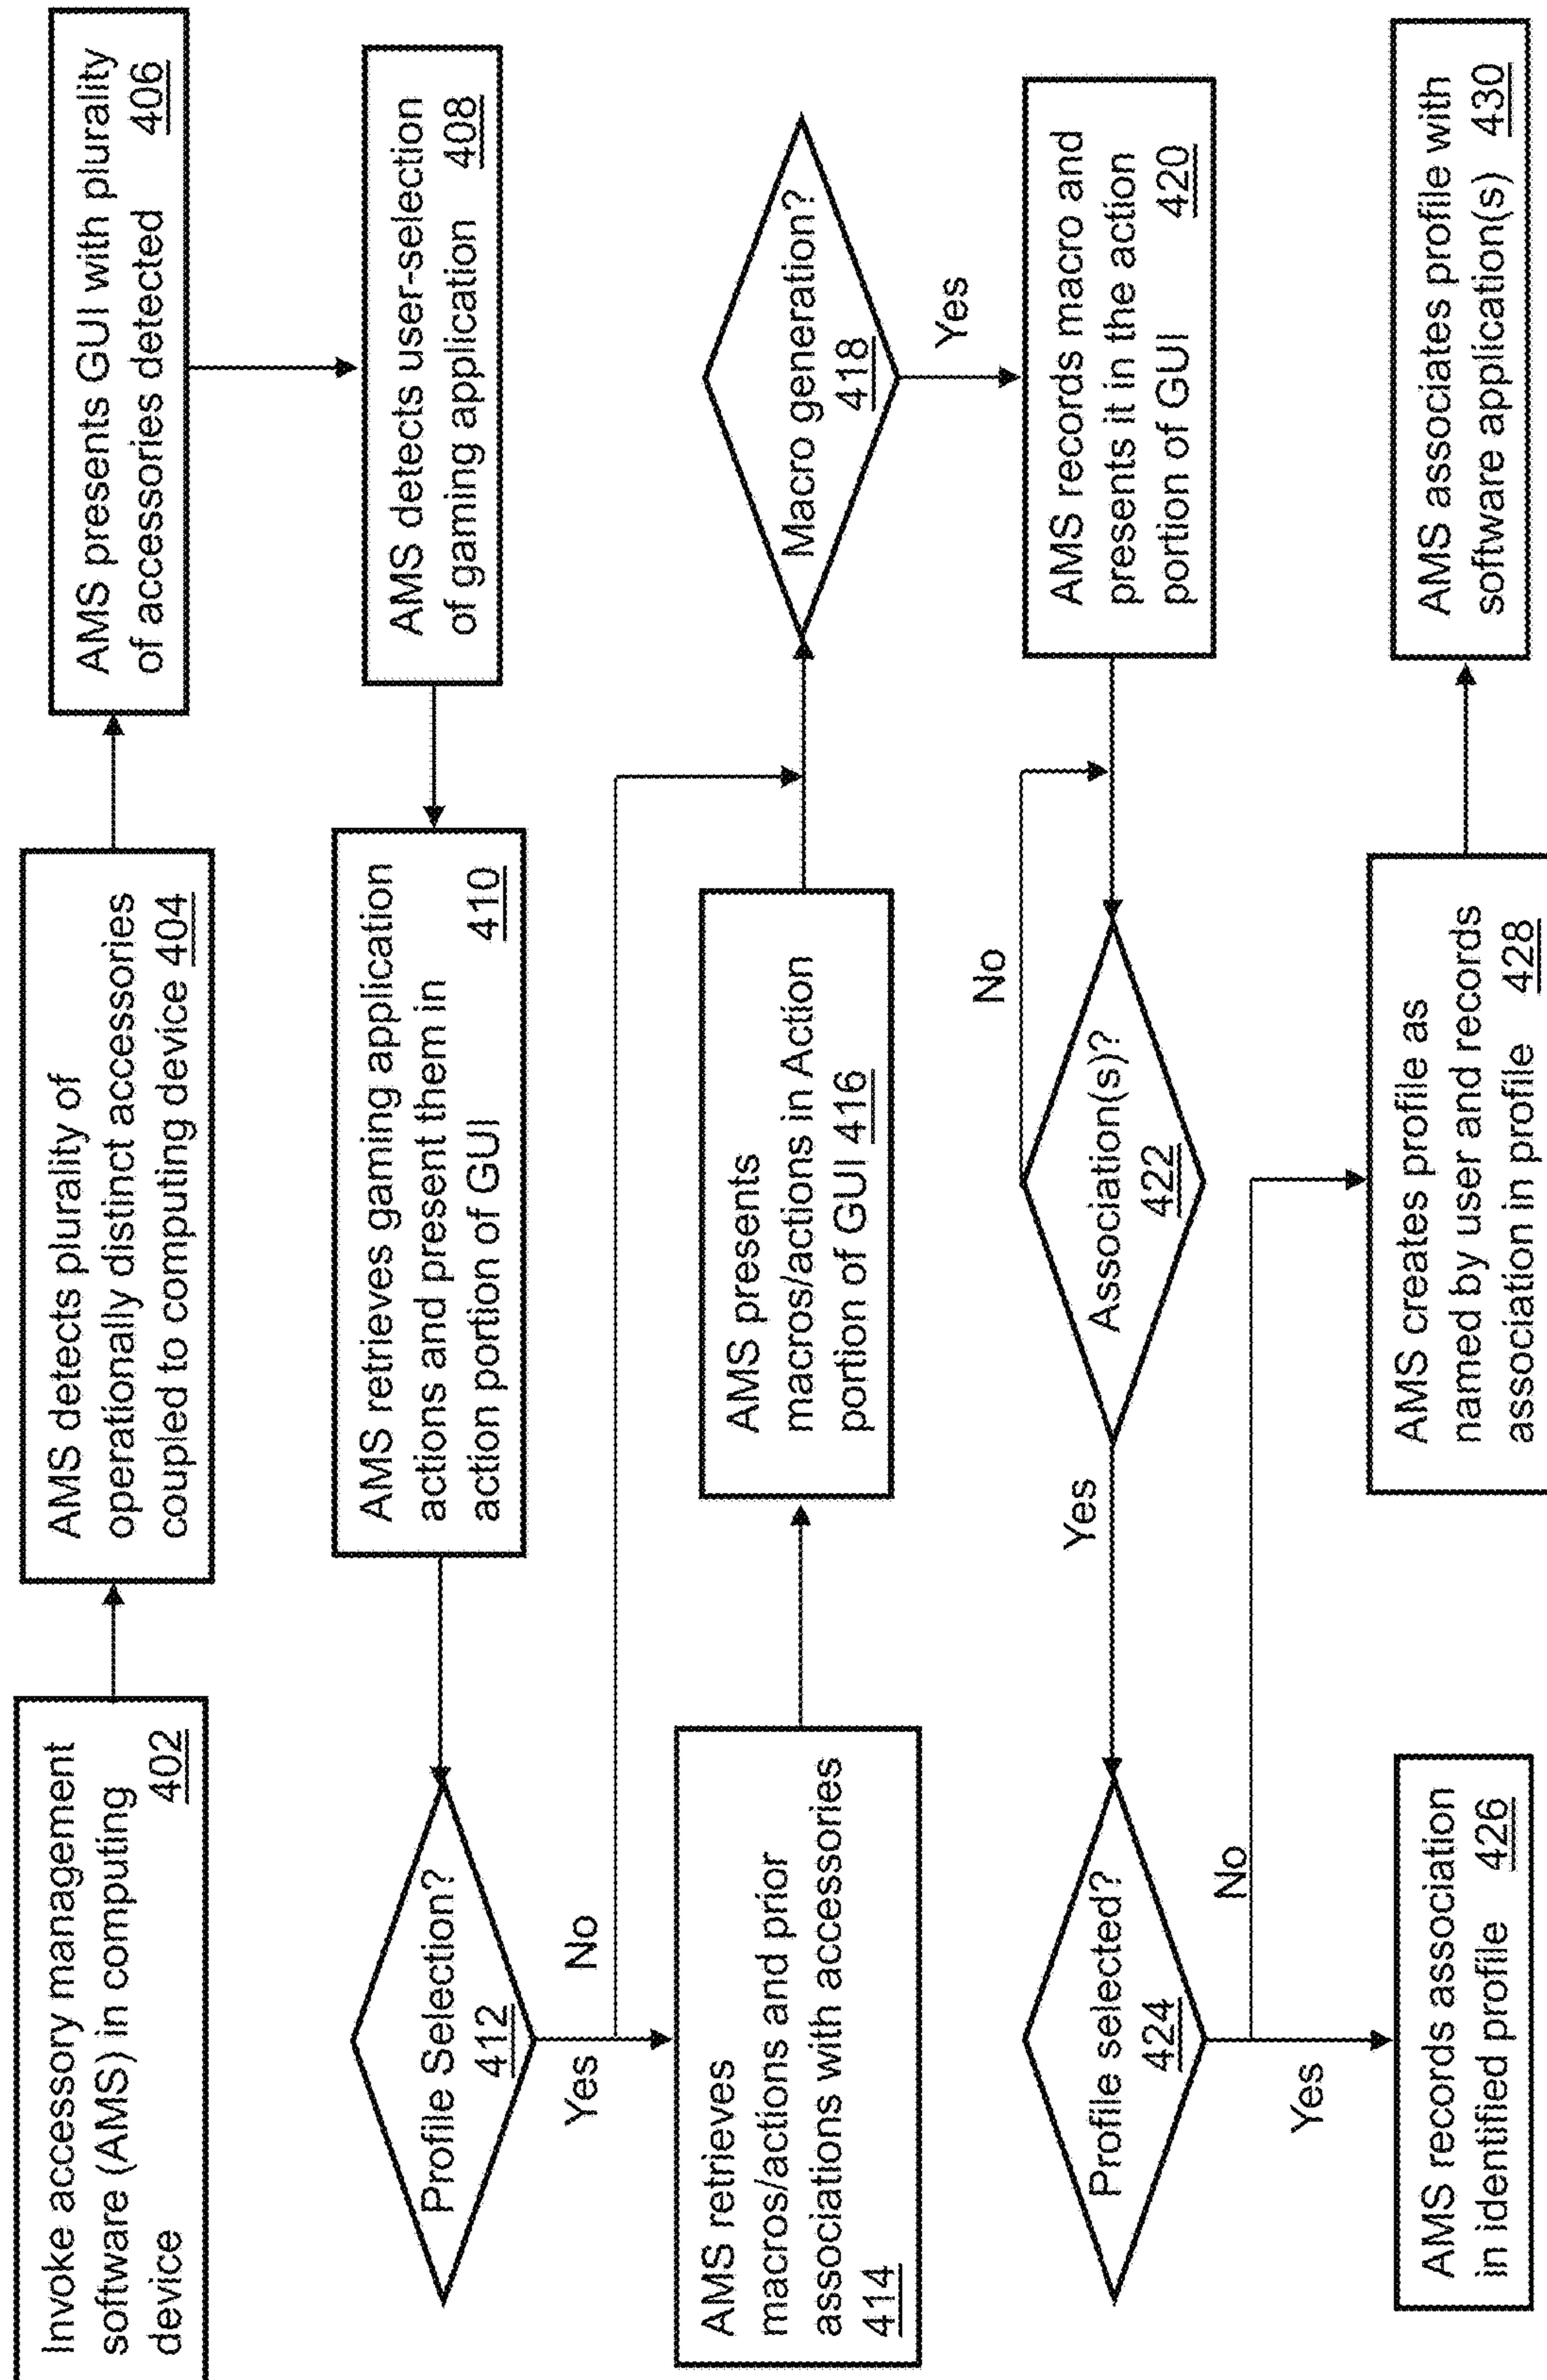 Invoke accessory management
software (AMS) in computing
device 402
AMS detects plurality of
operationally distinct accessories
coupled to computing device 404
AMS presents GUI with plurality
of accessories detected 406
AMS detects user-selection
of gaming application 408
AMS retrieves gaming application
actions and present them in
action portion of GUI 410
Profile Selection?
412
No
Yes
AMS retrieves
macros/actions and prior
associations with accessories
414
AMS presents
macros/actions in Action
portion of GUI 416
Macro generation?
418
Yes
AMS records macro and
presents it in the action
portion of GUI 420
No
Association(s)?
422
Yes
Profile selected?
424
No
Yes
AMS records association
in identified profile 426
AMS creates profile as
named by user and records
association in profile 428
AMS associates profile with
software application(s) 430